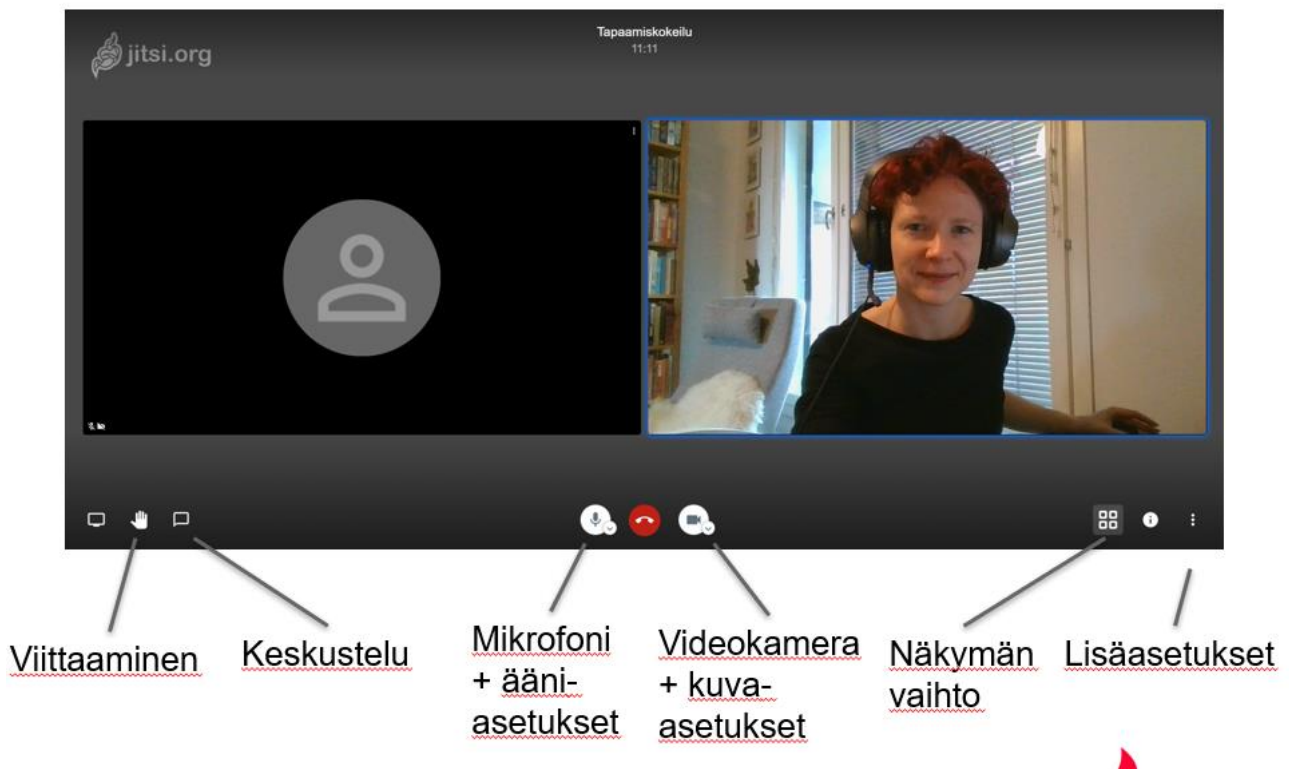 jitsi.org
Tapaamiskokeilu
11:11
Viittaaminen
Keskustelu
Mikrofoni
+ ääni-
asetukset
Videokamera
+ kuva-
asetukset
Näkymän
vaihto
Lisäasetukset